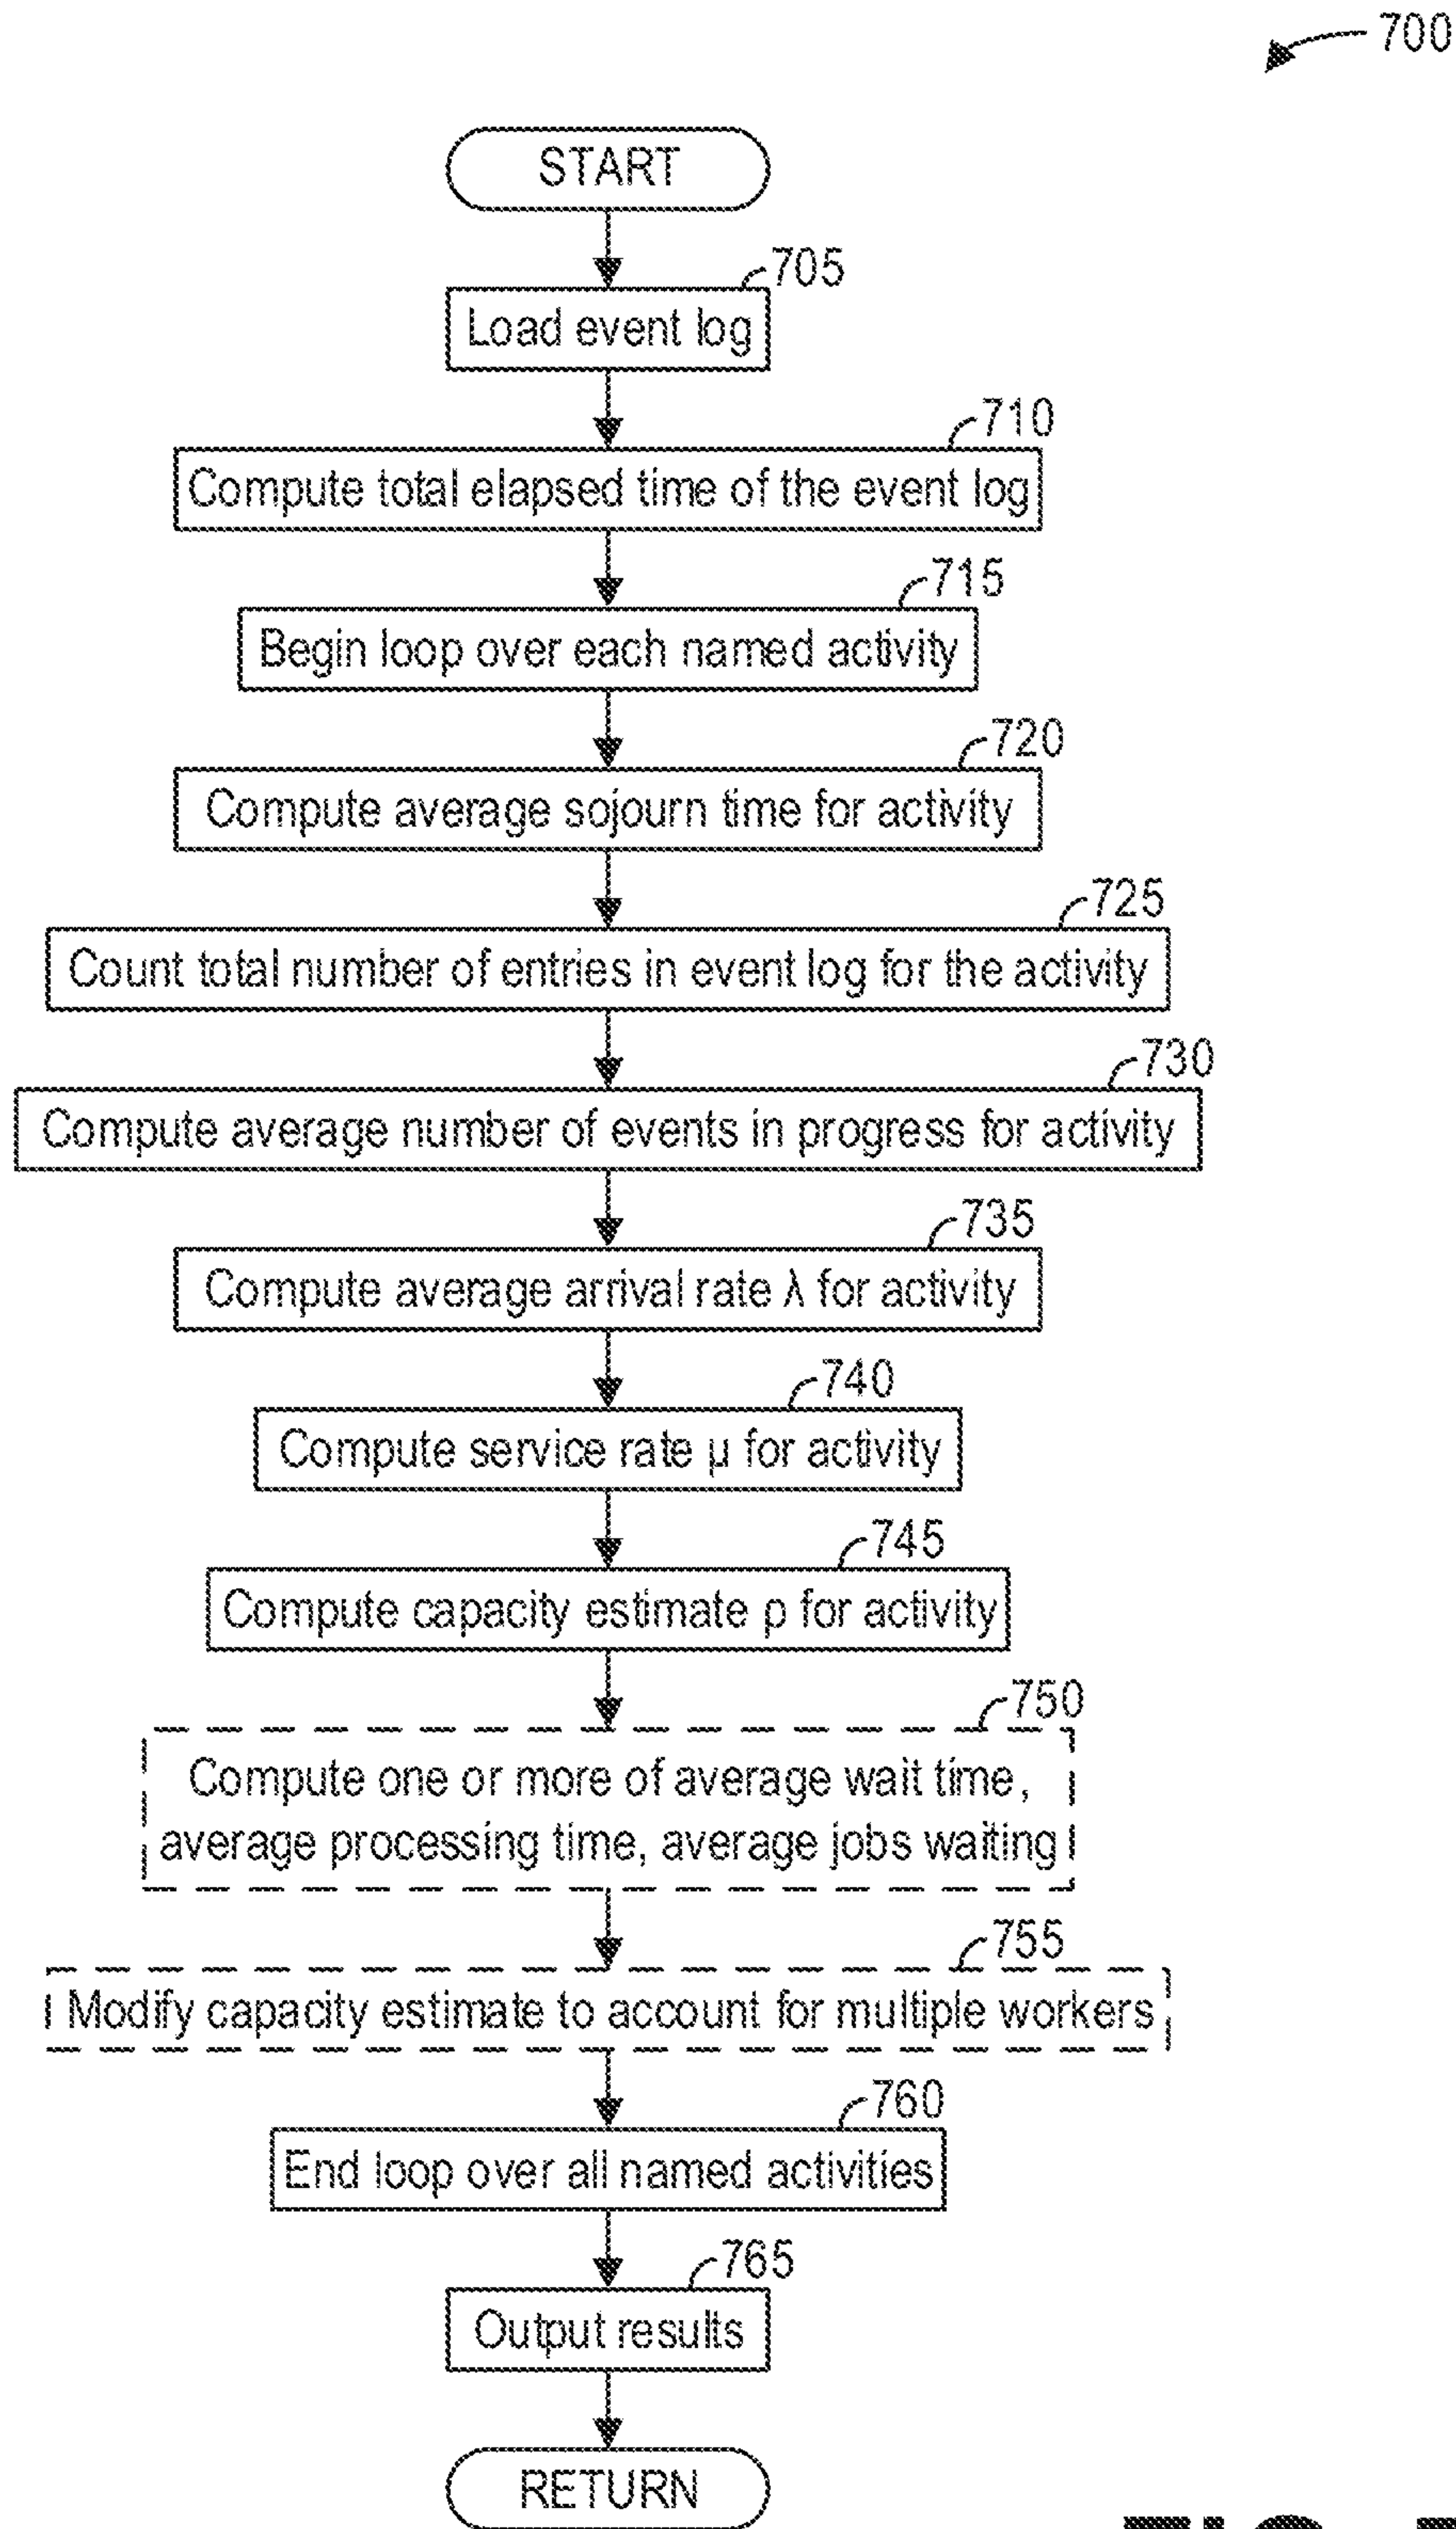 700
START
705
Load event log
710
Compute total elapsed time of the event log
715
Begin loop over each named activity
720
Compute average sojourn time for activity
725
Count total number of entries in event log for the activity
730
Compute average number of events in progress for activity
735
Compute average arrival rate λ for activity
740
Compute service rate μ for activity
745
Compute capacity estimate ρ for activity
750
Compute one or more of average wait time,
average processing time, average jobs waiting
755
Modify capacity estimate to account for multiple workers
760
End loop over all named activities
765
Output results
RETURN